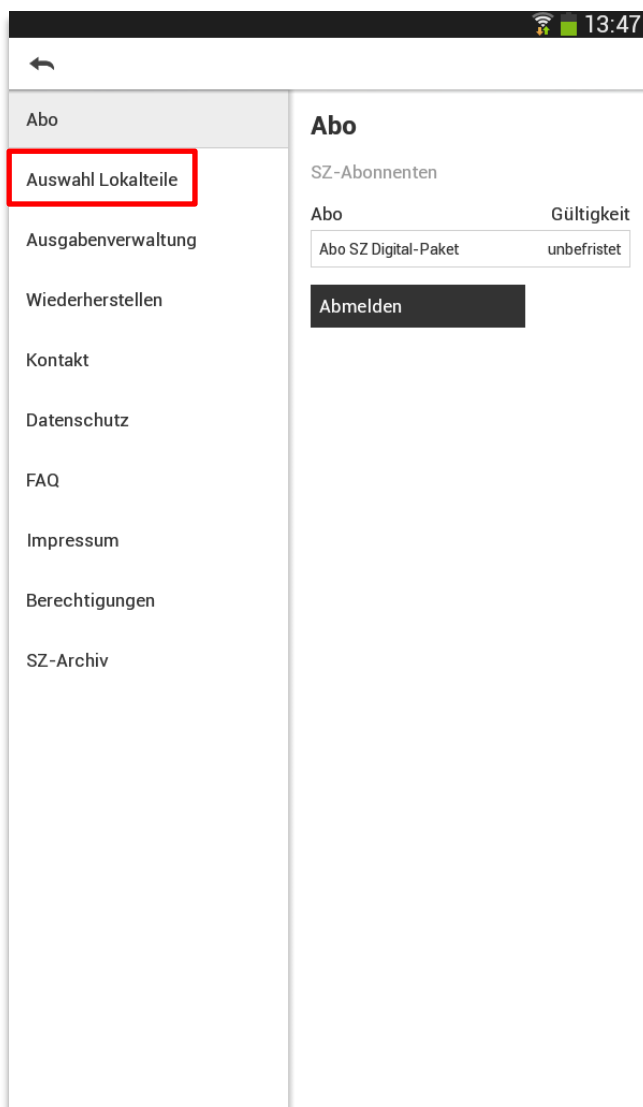 13:47
Abo
Auswahl Lokalteile
Ausgabenverwaltung
Wiederherstellen
Kontakt
Datenschutz
FAQ
Impressum
Berechtigungen
SZ-Archiv
Abo
SZ-Abonnenten
Abo Gültigkeit
Abo SZ Digital-Paket unbefristet
Abmelden